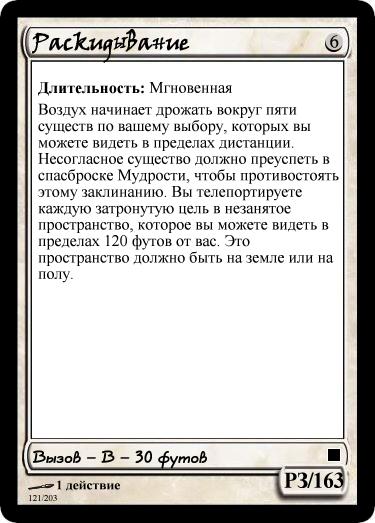 Раскидывание 6
Длительность: Мгновенная
Воздух начинает дрожать вокруг пяти
существ по вашему выбору, которых вы
можете видеть в пределах дистанции.
Несогласное существо должно преуспеть в
спасброске Мудрости, чтобы противостоять
этому заклинанию. Вы телепортируете
каждую затронутую цель в незанятое
пространство, которое вы можете видеть в
пределах 120 футов от вас. Это
пространство должно быть на земле или на
полу.
Вызов – В – 30 футов
1 действие
РЗ/163
121/203